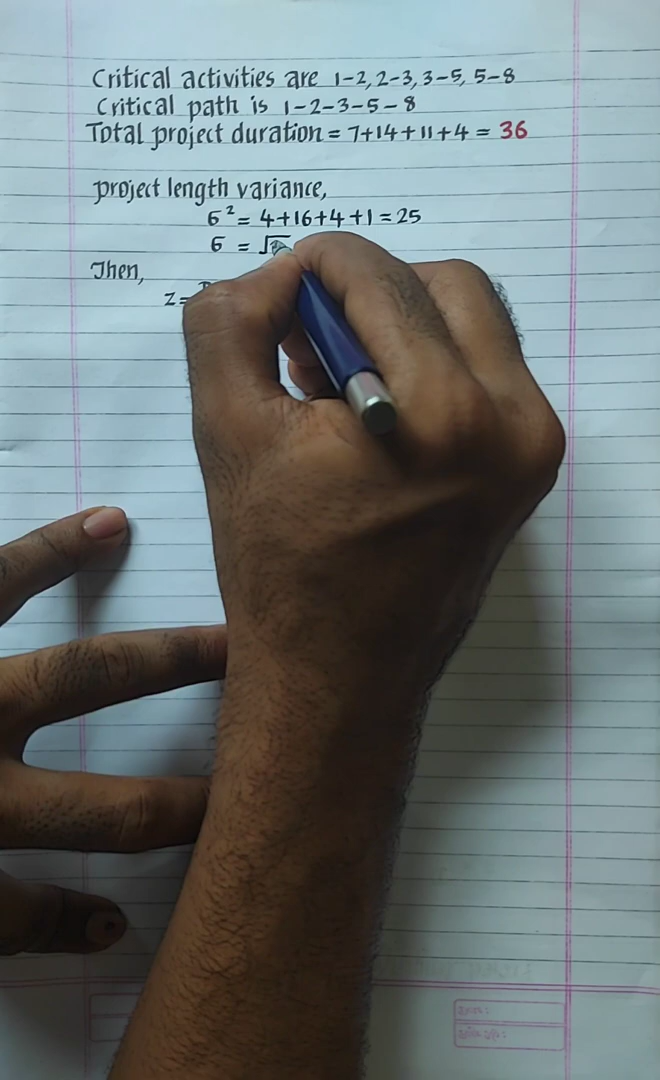 Critical activities are 1-2, 2-3, 3-5, 5-8
Critical path is 1-2-3-5-8
Total project duration = 7+14+11+4 = 36
project length variance,
6² = 4+16+4+1 = 25
6 = √
Then,
z =